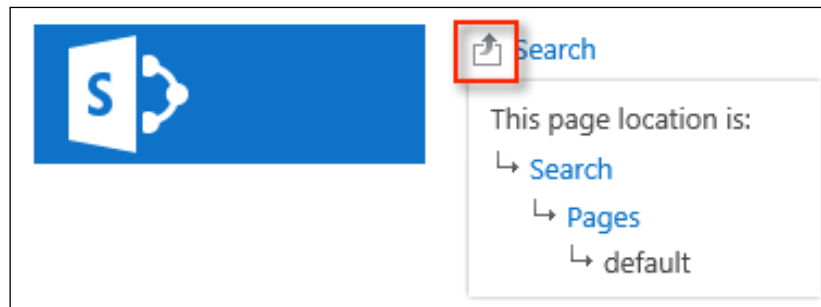 S
Search
This page location is:
Search
Pages
default